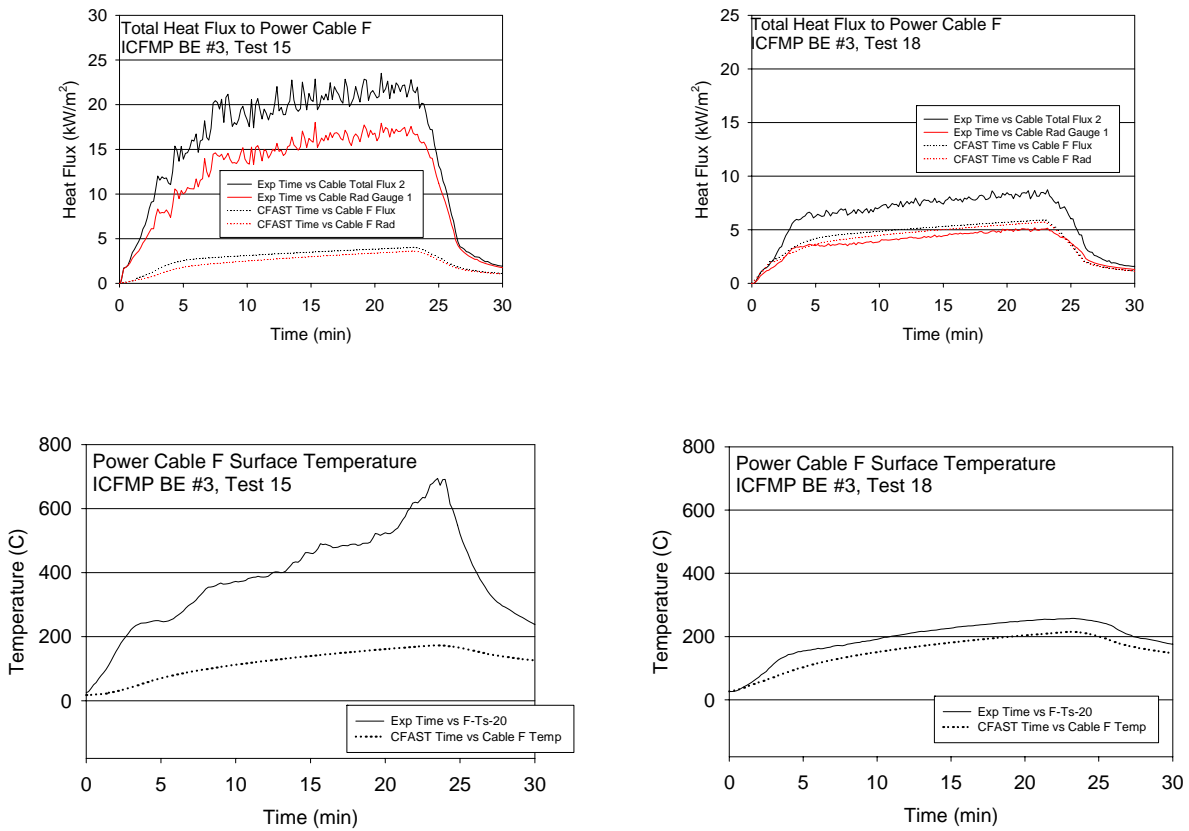 Total Heat Flux to Power Cable F
ICFMP BE #3, Test 15
Heat Flux (kW/m²)
30
25
20
15
10
5
0
Exp Time vs Cable Total Flux 2
Exp Time vs Cable Rad Gauge 1
CFAST Time vs Cable F Flux
CFAST Time vs Cable F Rad
0 5 10 15 20 25 30
Time (min)
Total Heat Flux to Power Cable F
ICFMP BE #3, Test 18
Heat Flux (kW/m²)
25
20
15
10
5
0
Exp Time vs Cable Total Flux 2
Exp Time vs Cable Rad Gauge 1
CFAST Time vs Cable F Flux
CFAST Time vs Cable F Rad
0 5 10 15 20 25 30
Time (min)
Power Cable F Surface Temperature
ICFMP BE #3, Test 15
Temperature (C)
800
600
400
200
0
Exp Time vs F-Ts-20
CFAST Time vs Cable F Temp
0 5 10 15 20 25 30
Time (min)
Power Cable F Surface Temperature
ICFMP BE #3, Test 18
Temperature (C)
800
600
400
200
0
Exp Time vs F-Ts-20
CFAST Time vs Cable F Temp
0 5 10 15 20 25 30
Time (min)